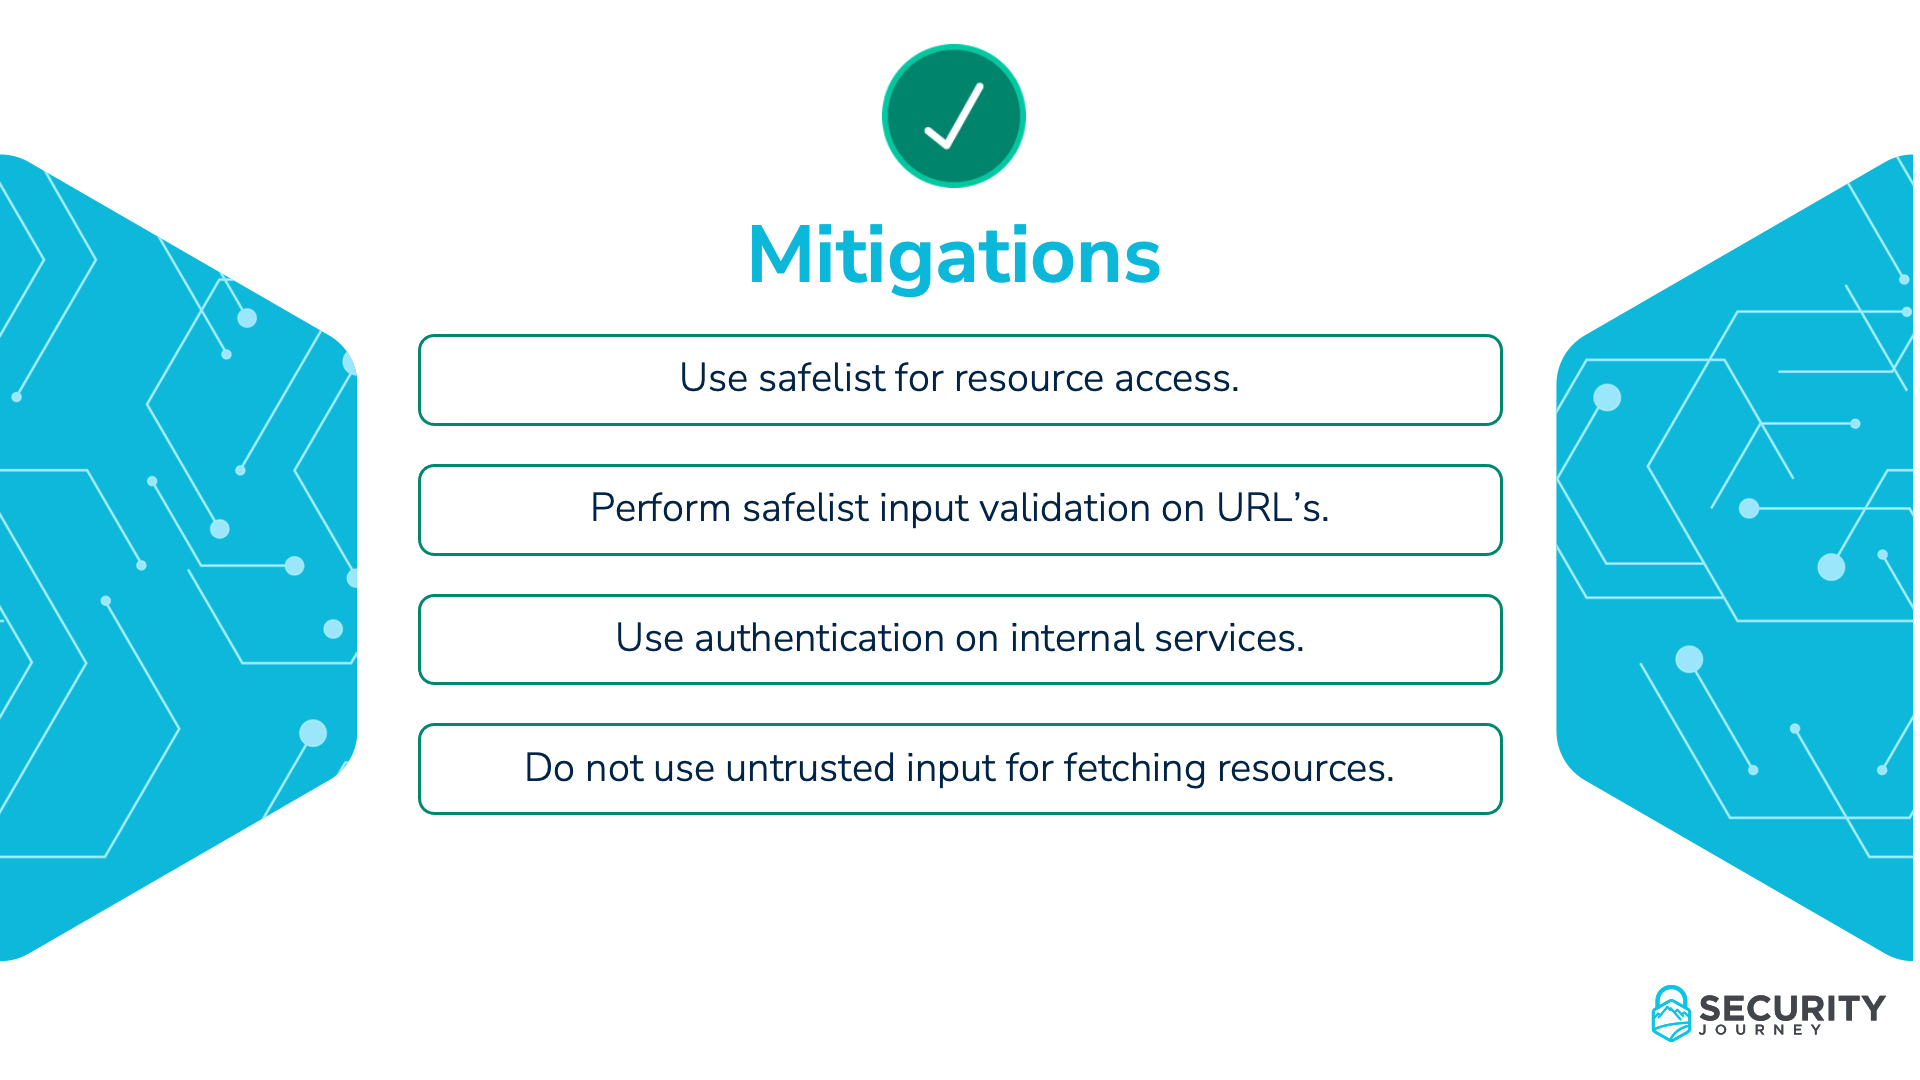 Mitigations
Use safelist for resource access.
Perform safelist input validation on URL’s.
Use authentication on internal services.
Do not use untrusted input for fetching resources.
SECURITY
JOURNEY